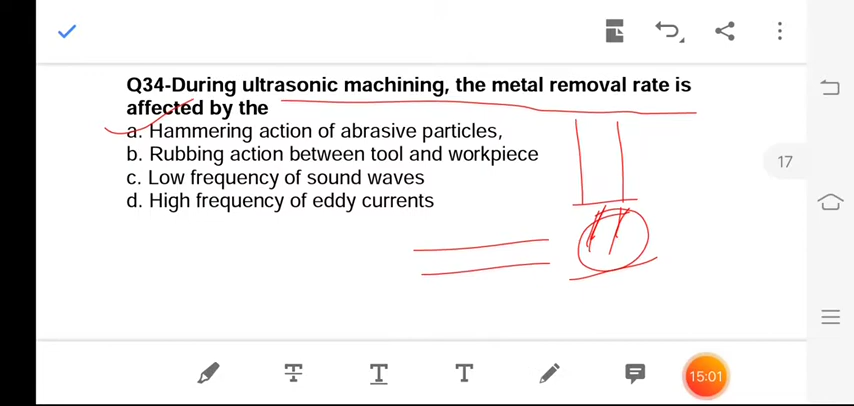 Q34-During ultrasonic machining, the metal removal rate is
affected by the
a. Hammering action of abrasive particles,
b. Rubbing action between tool and workpiece
c. Low frequency of sound waves
d. High frequency of eddy currents
17
T T T
15:01